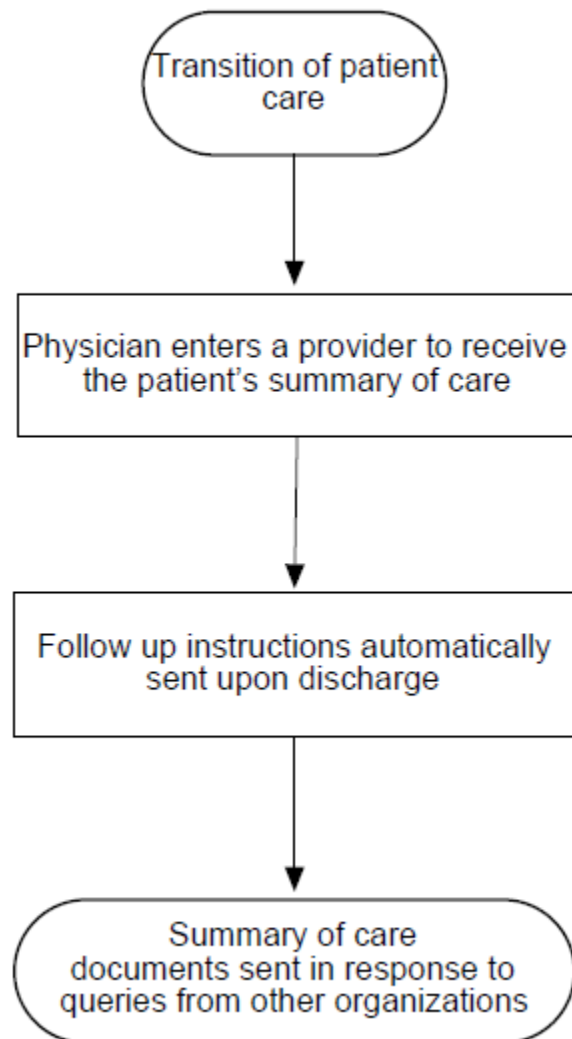 Transition of patient
care
Physician enters a provider to receive
the patient's summary of care
Follow up instructions automatically
sent upon discharge
Summary of care
documents sent in response to
queries from other organizations